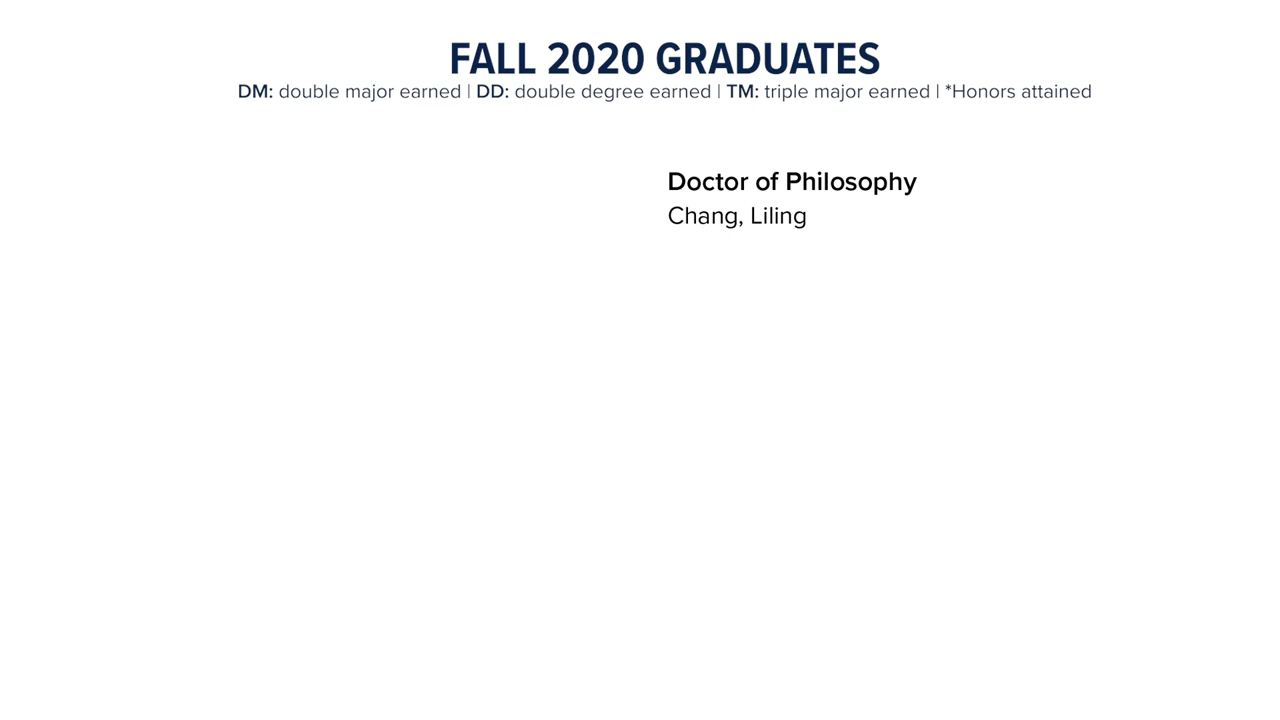 FALL 2020 GRADUATES
DM: double major earned | DD: double degree earned | TM: triple major earned | *Honors attained
Doctor of Philosophy
Chang, Liling